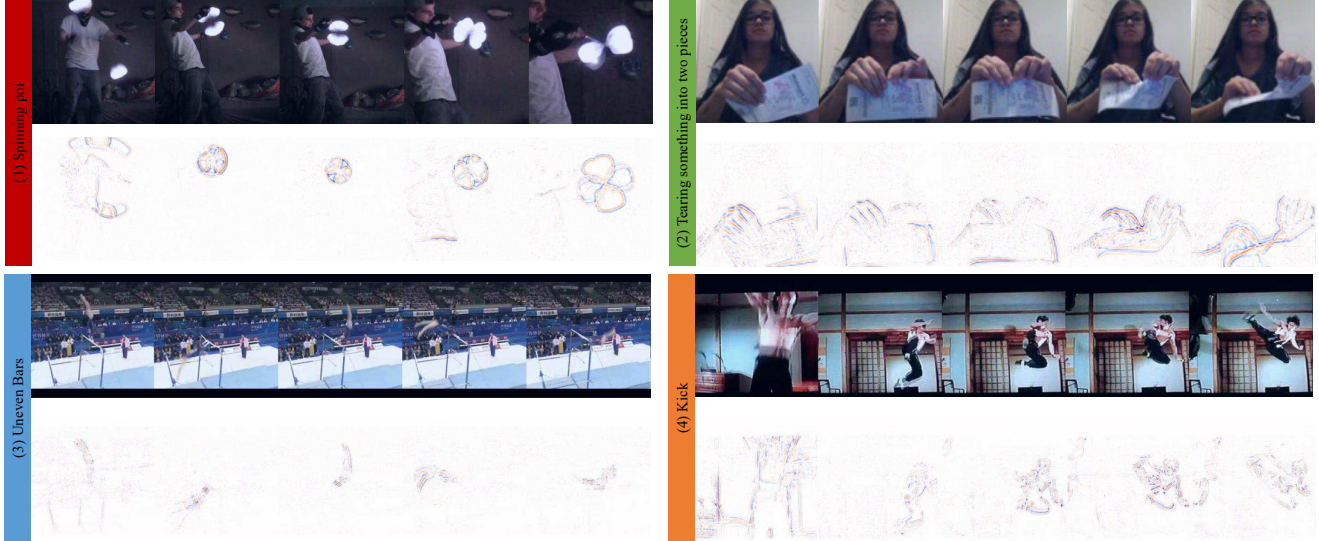 (1) Spinning poi
(2) Tearing something into two pieces
(3) Uneven Bars
(4) Kick